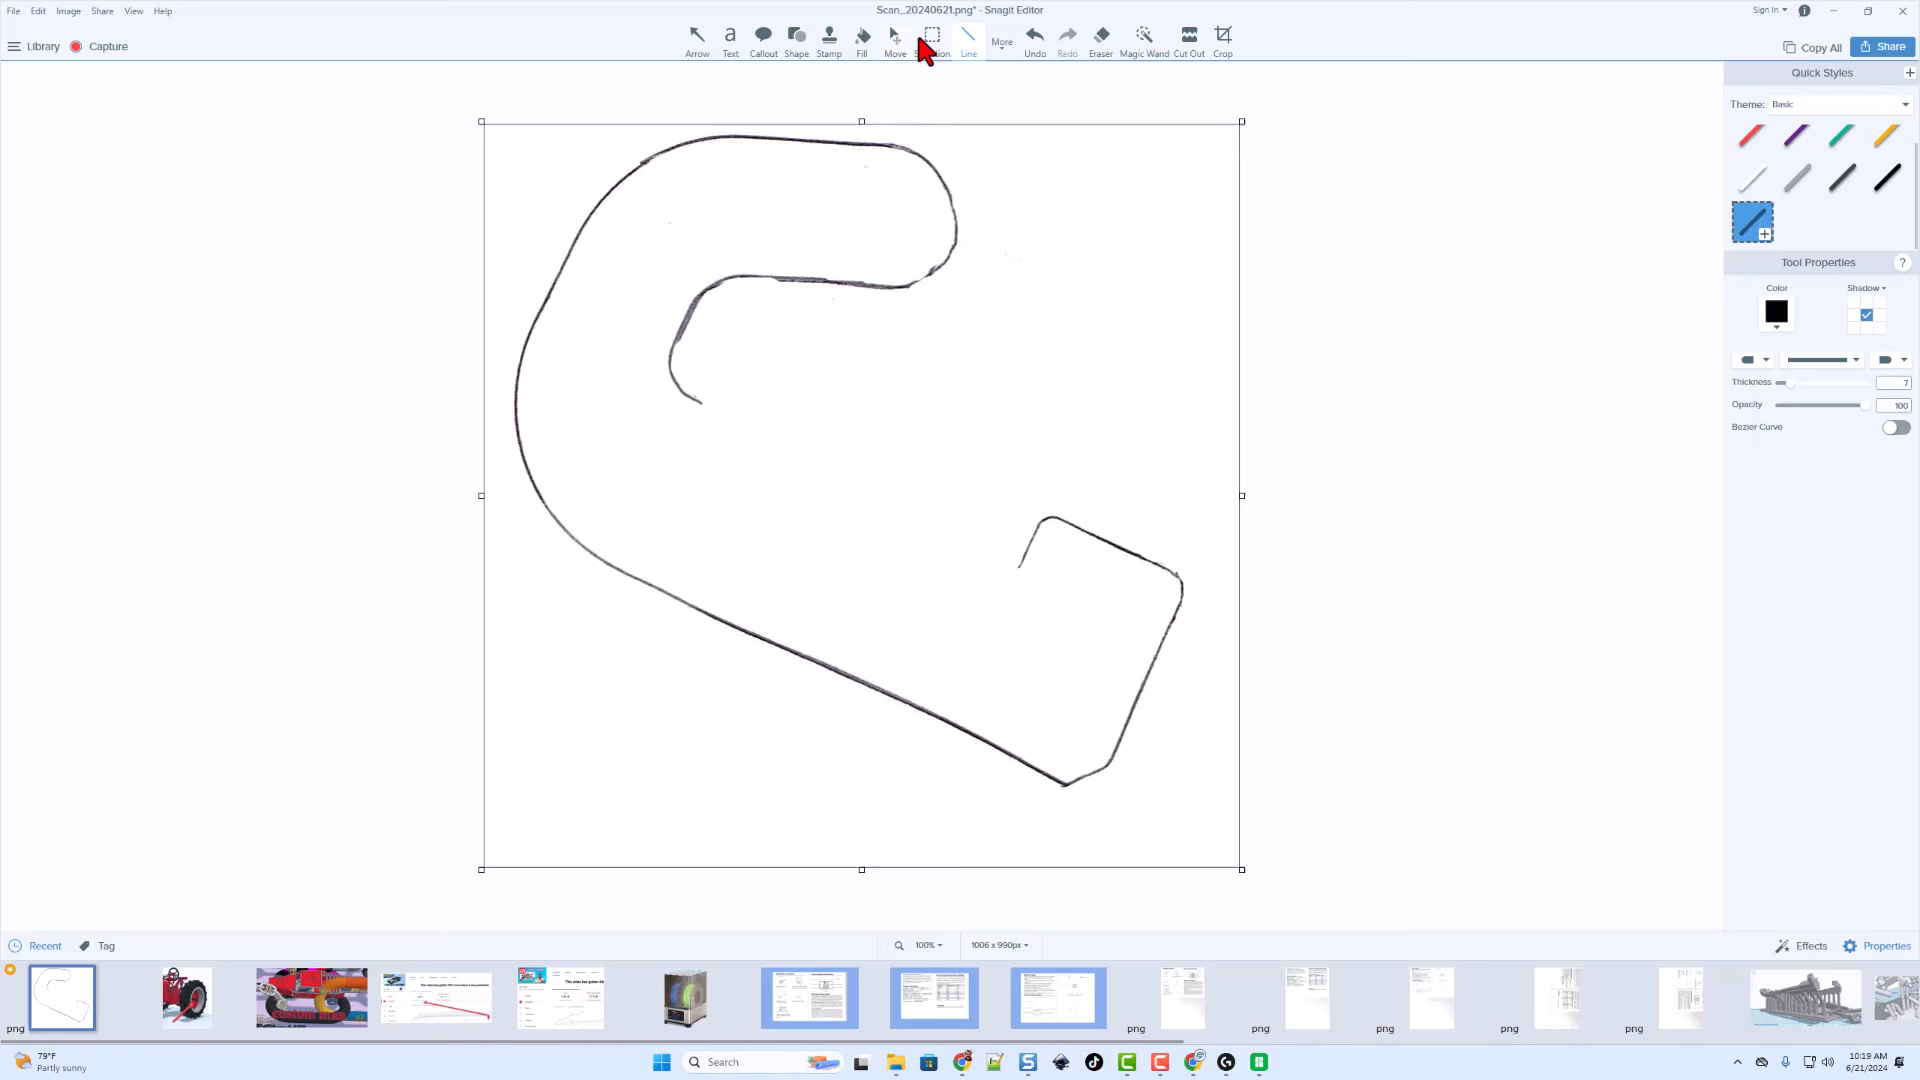 File Edit Image Share View Help
Scan_20240621.png* - Snagit Editor
Sign In
Library Capture
Arrow Text Callout Shape Stamp Fill Move Line More Undo Redo Eraser Magic Wand Cut Out Crop
Copy All Share
Quick Styles
Theme: Basic
Tool Properties ?
Color Shadow
Thickness 7
Opacity 100
Bezier Curve
Recent Tag
100%
1006 x 990px
Effects Properties
custom mike
png png png png png png
79°F
Partly sunny
Search
10:19 AM
6/21/2024